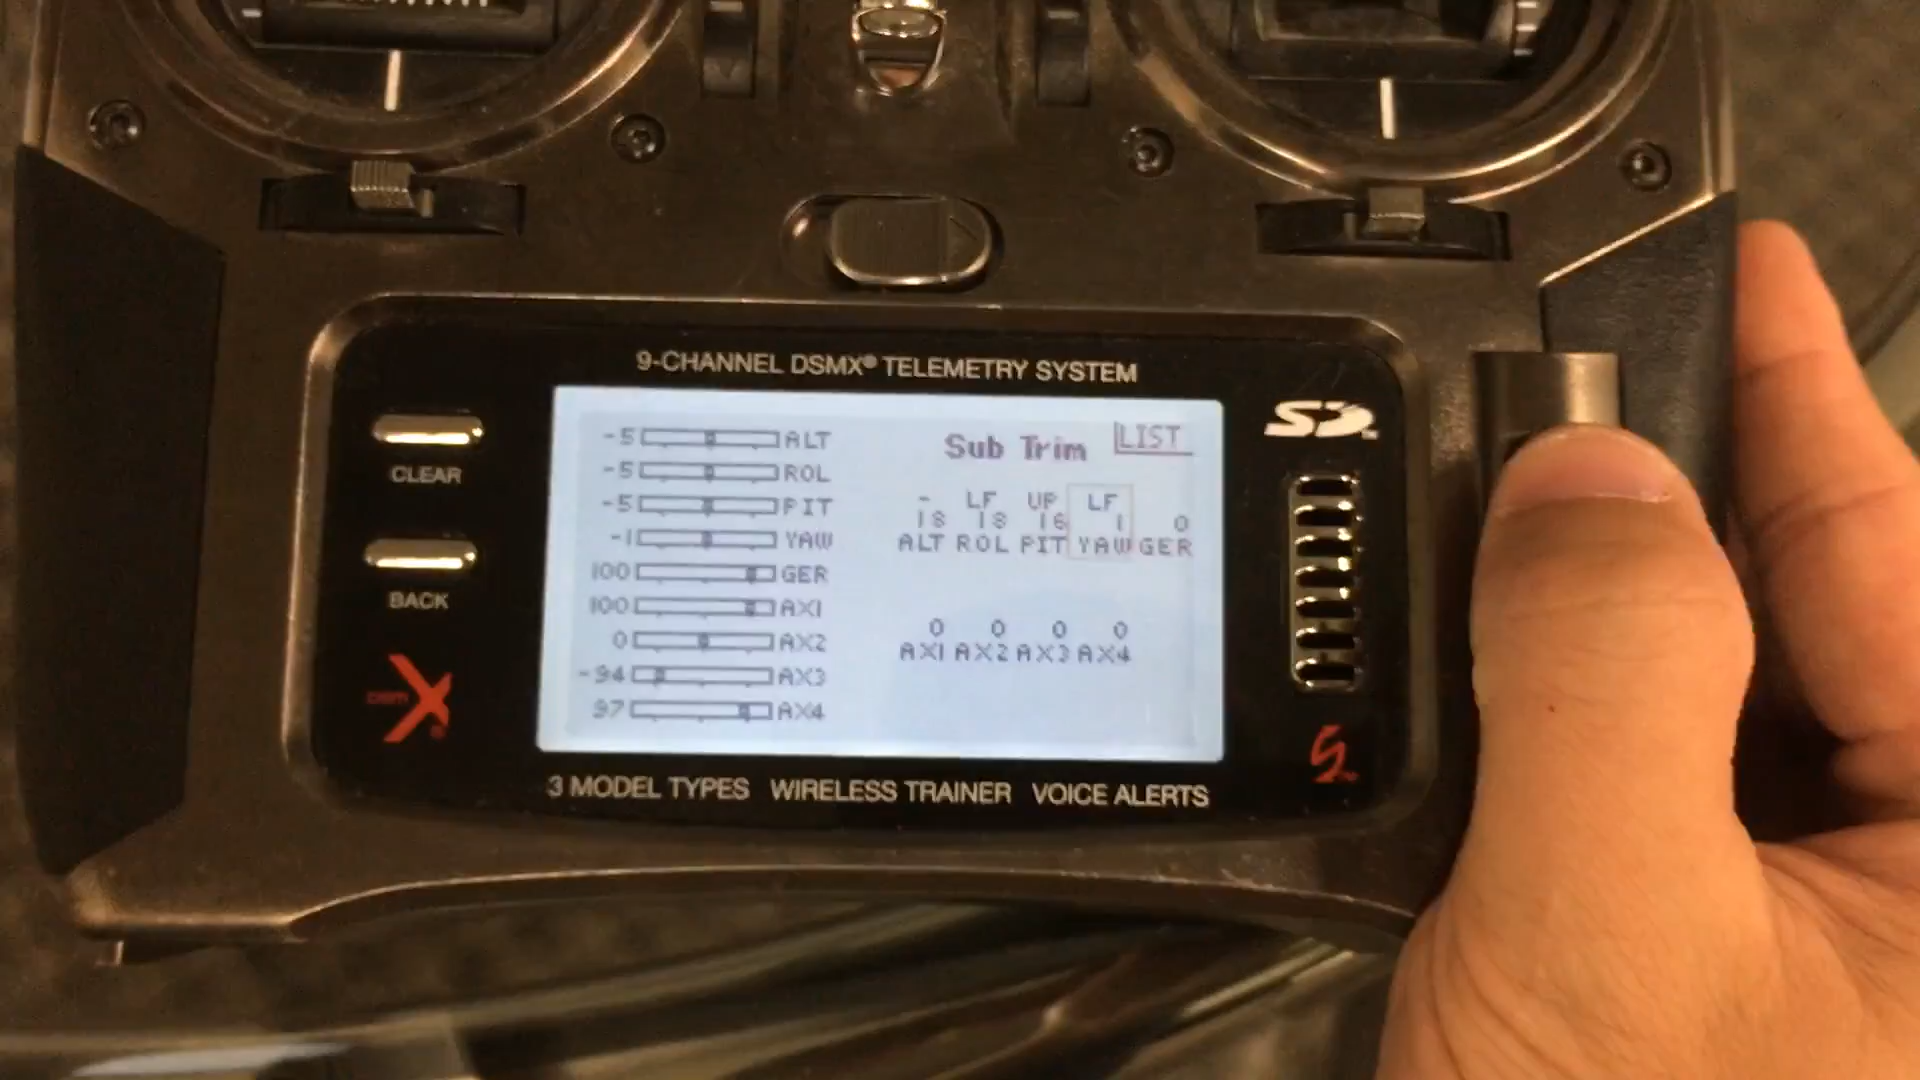 9-CHANNEL DSMX® TELEMETRY SYSTEM
CLEAR
BACK
-5 ALT
-5 ROL
-5 PIT
-1 YAW
100 GER
100 AX1
0 AX2
-94 AX3
97 AX4
Sub Trim
LIST
- LF UP LF
18 18 16 1 0
ALT ROL PIT YAW GER
0 0 0 0
AX1 AX2 AX3 AX4
SD
X
3 MODEL TYPES WIRELESS TRAINER VOICE ALERTS